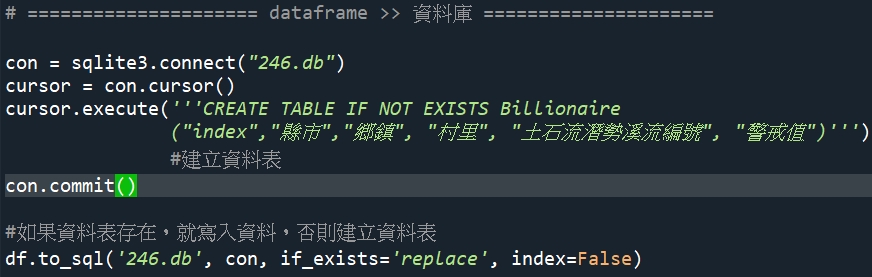 # ===================== dataframe >> 資料庫 =====================
con = sqlite3.connect("246.db")
cursor = con.cursor()
cursor.execute('''CREATE TABLE IF NOT EXISTS Billionaire
("index","縣市","鄉鎮", "村里", "土石流潛勢溪流編號", "警戒值")''')
#建立資料表
con.commit()
#如果資料表存在，就寫入資料，否則建立資料表
df.to_sql('246.db', con, if_exists='replace', index=False)